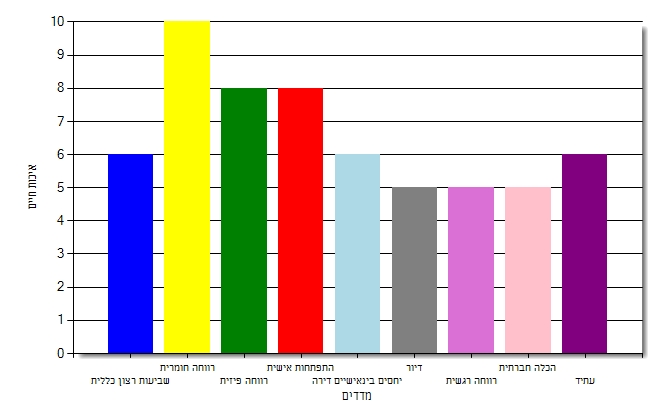 10
9
8
7
6
5
4
3
2
1
0
איכות חיים
שביעות רצון כללית
רווחה חומרית
רווחה פיזית
התפתחות אישית
יחסים בינאישיים דירה
דיור
רווחה רגשית
הכלה חברתית
עתיד
מדדים